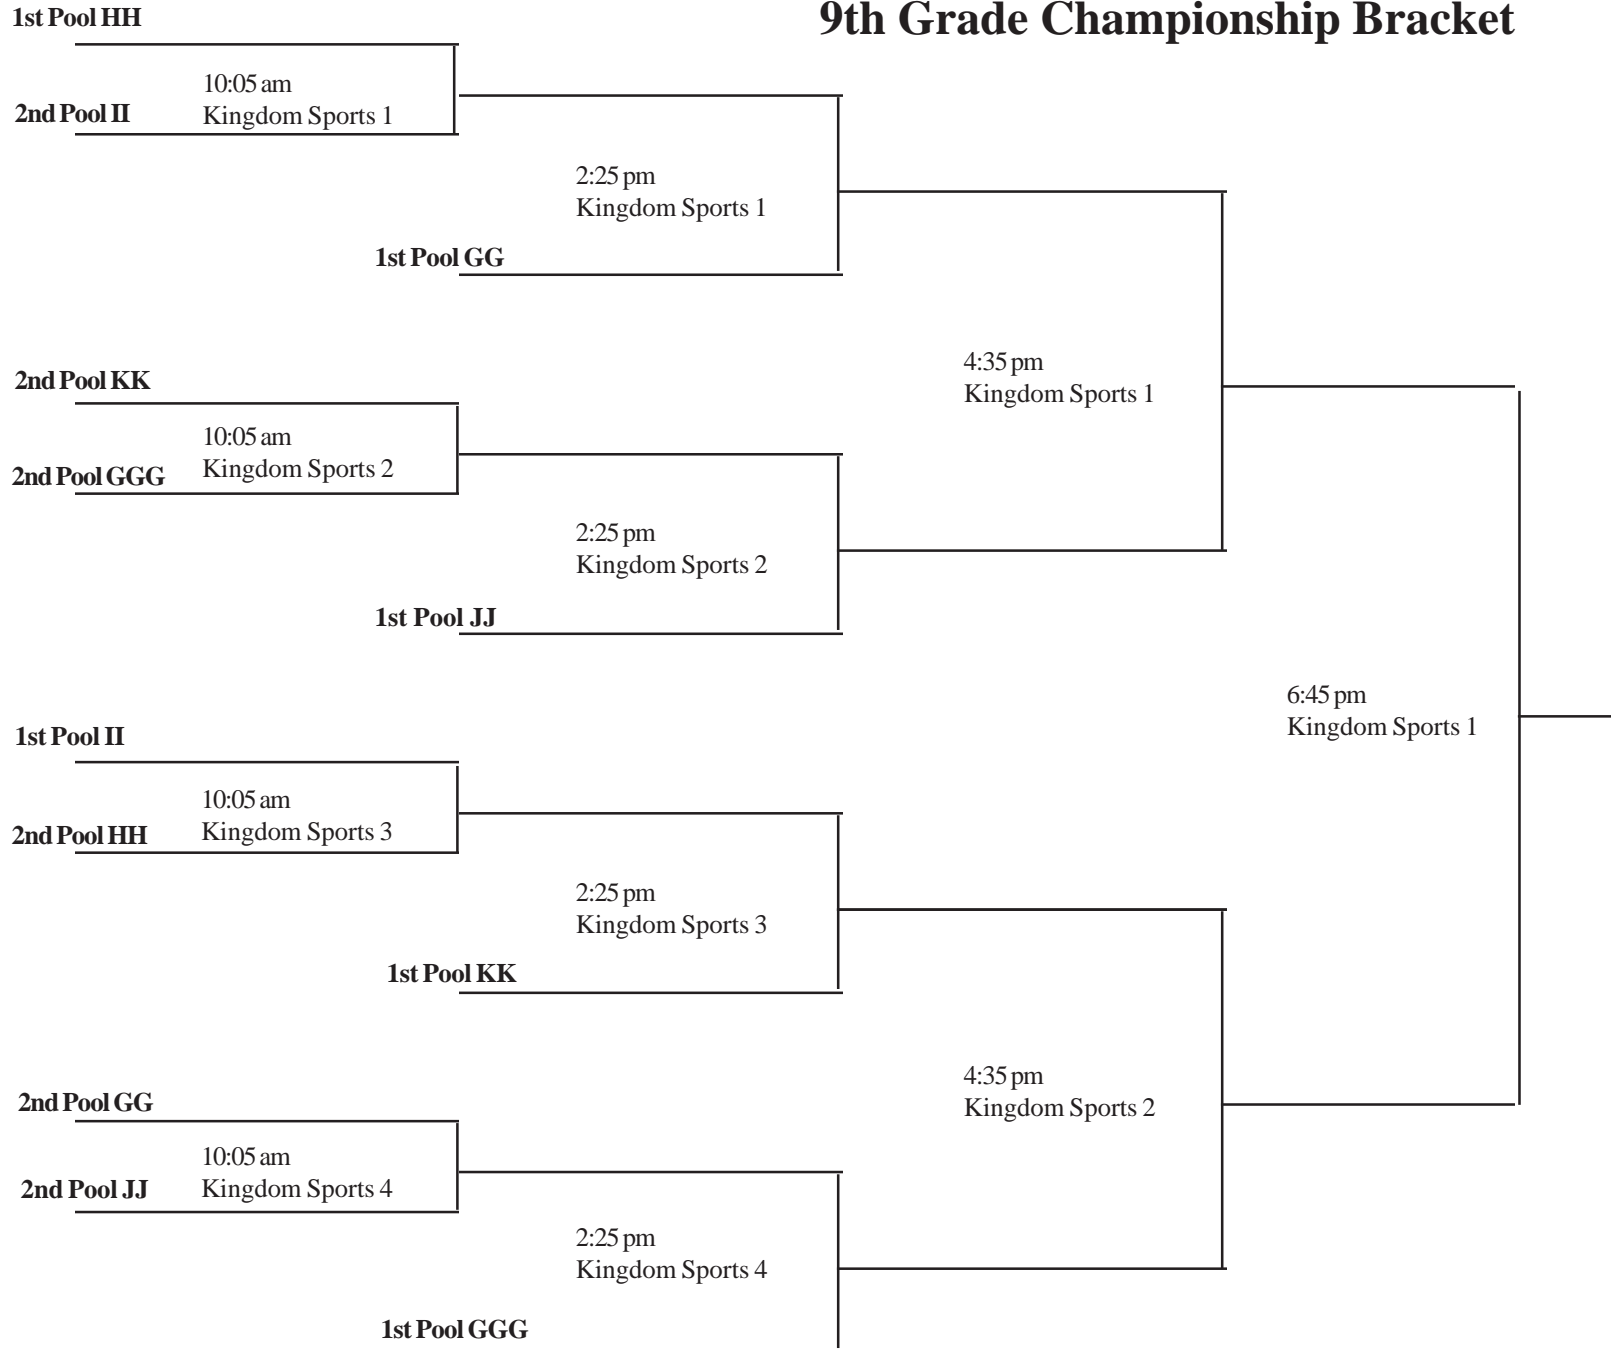 9th Grade Championship Bracket
1st Pool HH
10:05 am
Kingdom Sports 1
2nd Pool II
2:25 pm
Kingdom Sports 1
1st Pool GG
4:35 pm
Kingdom Sports 1
2nd Pool KK
10:05 am
Kingdom Sports 2
2nd Pool GGG
2:25 pm
Kingdom Sports 2
1st Pool JJ
6:45 pm
Kingdom Sports 1
1st Pool II
10:05 am
Kingdom Sports 3
2nd Pool HH
2:25 pm
Kingdom Sports 3
1st Pool KK
4:35 pm
Kingdom Sports 2
2nd Pool GG
10:05 am
Kingdom Sports 4
2nd Pool JJ
2:25 pm
Kingdom Sports 4
1st Pool GGG